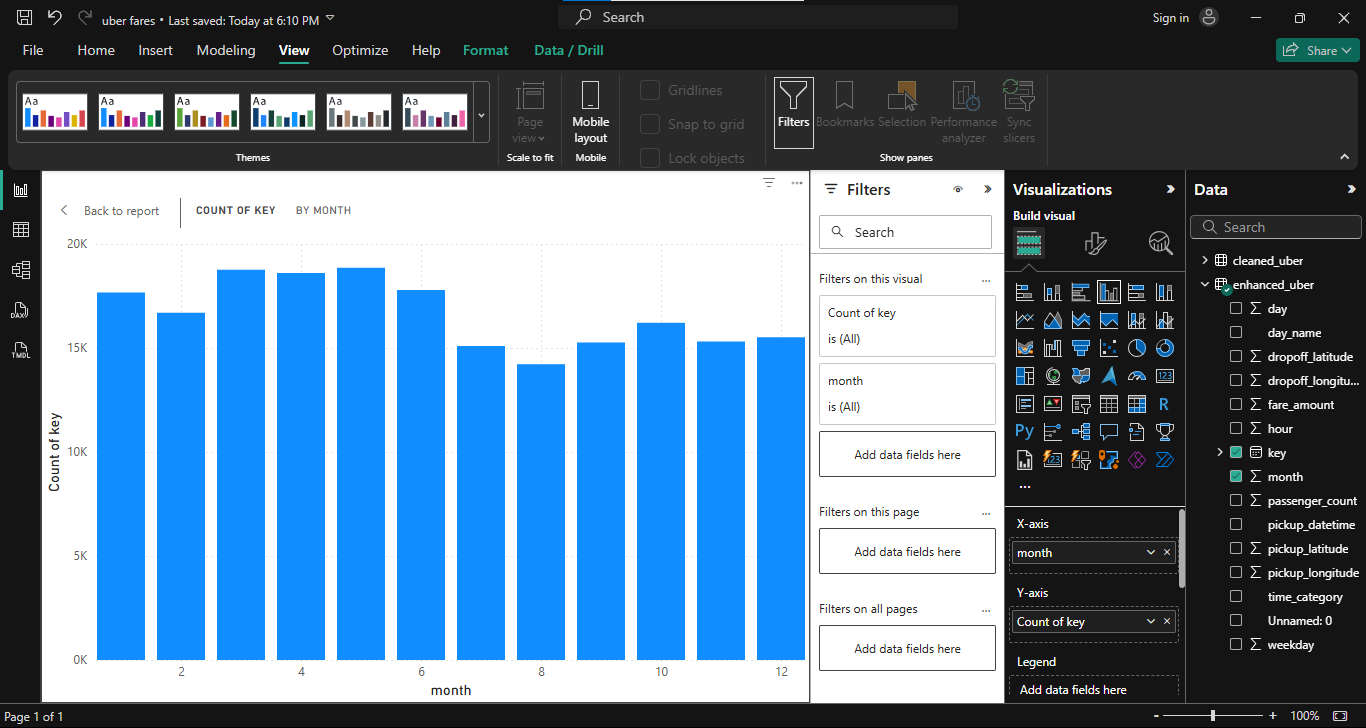 uber fares • Last saved: Today at 6:10 PM
Search
Sign in
File
Home
Insert
Modeling
View
Optimize
Help
Format
Data / Drill
Share
Aa
Aa
Aa
Aa
Aa
Aa
Themes
Page
view
Scale to fit
Mobile
layout
Mobile
Gridlines
Snap to grid
Lock objects
Filters
Bookmarks
Selection
Performance
analyzer
Sync
slicers
Show panes
Back to report
COUNT OF KEY
BY MONTH
20K
15K
10K
5K
0K
Count of key
2
4
6
8
10
12
month
Filters
Search
Filters on this visual
...
Count of key
is (All)
month
is (All)
Add data fields here
Filters on this page
...
Add data fields here
Filters on all pages
...
Add data fields here
Visualizations
Build visual
123
R
Py
123
...
X-axis
month
Y-axis
Count of key
Legend
Add data fields here
Data
Search
cleaned_uber
enhanced_uber
day
day_name
dropoff_latitude
dropoff_longitu...
fare_amount
hour
key
month
passenger_count
pickup_datetime
pickup_latitude
pickup_longitude
time_category
Unnamed: 0
weekday
DAX
TMDL
Page 1 of 1
- + 100%